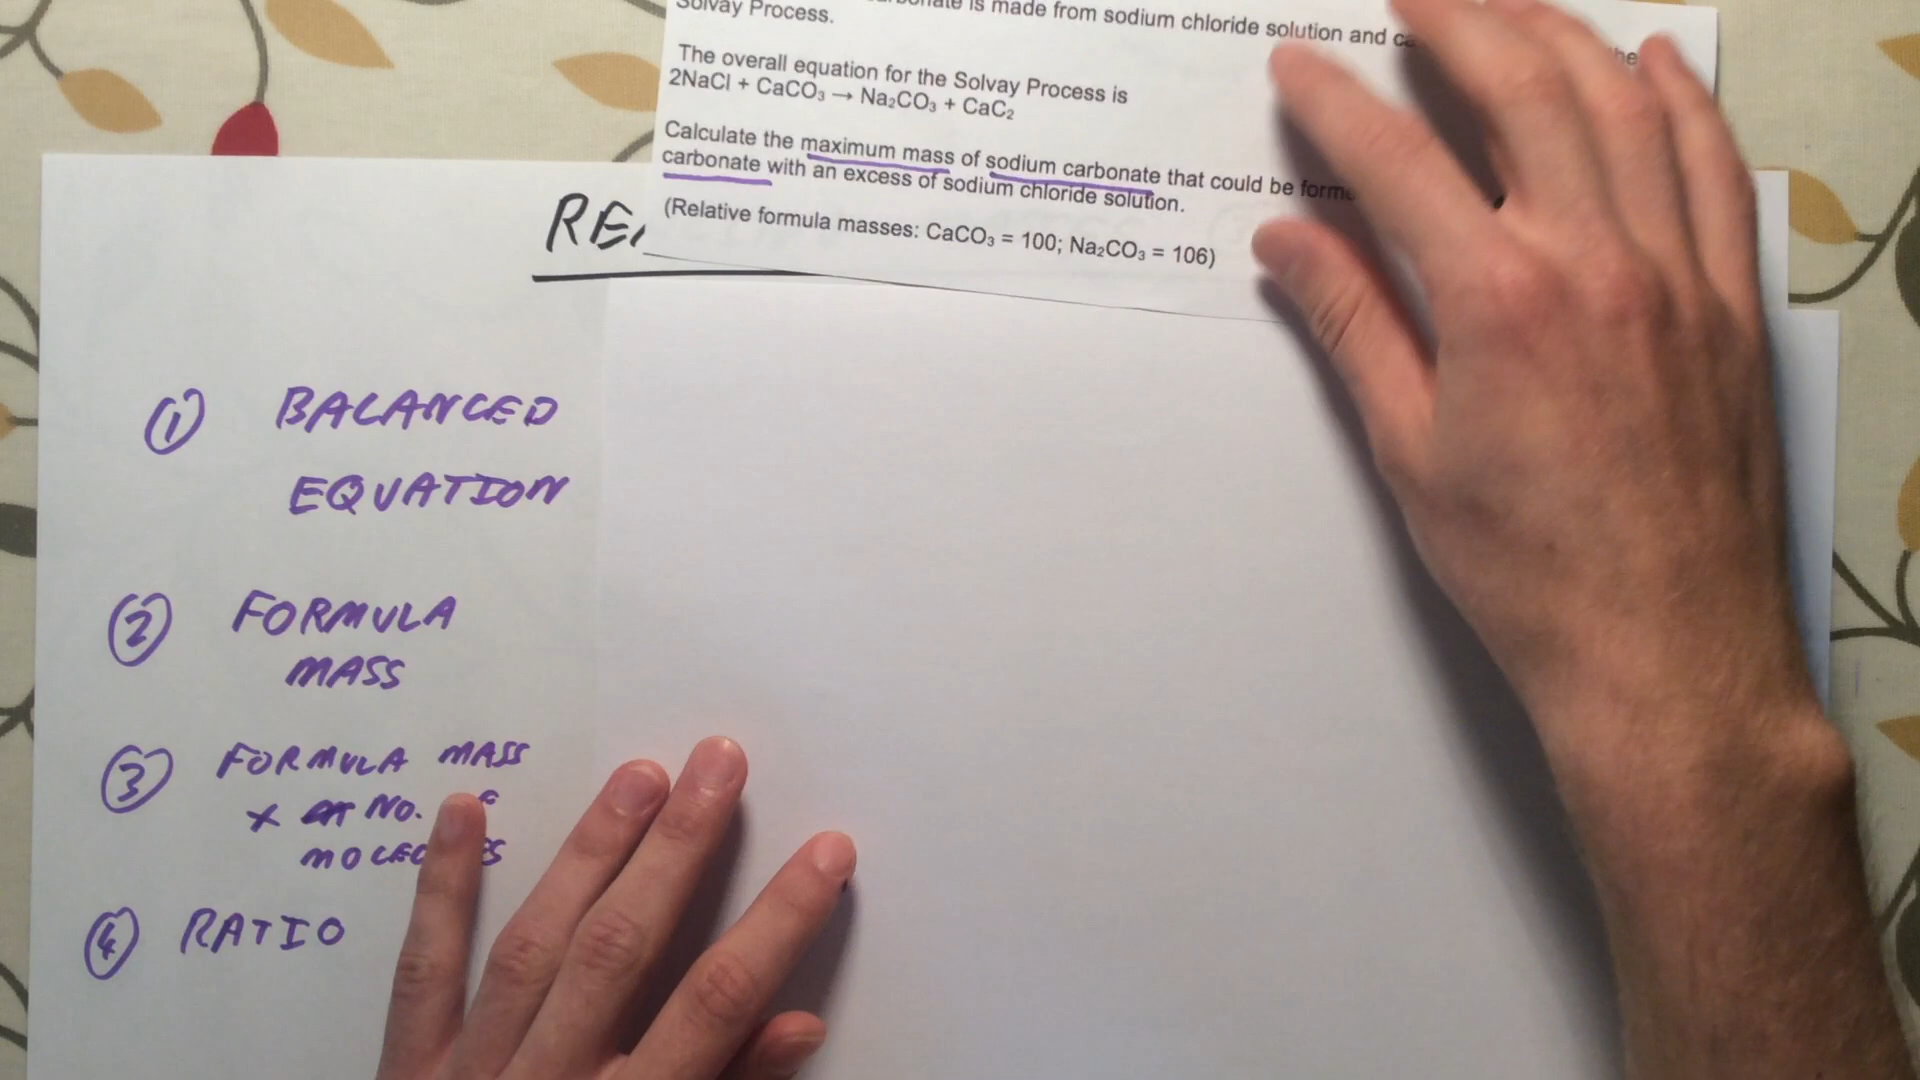 is made from sodium chloride solution and
Solvay Process.
The overall equation for the Solvay Process is
2NaCl + CaCO₃ → Na₂CO₃ + CaC₂
Calculate the maximum mass of sodium carbonate that could be forme
carbonate with an excess of sodium chloride solution.
(Relative formula masses: CaCO₃ = 100; Na₂CO₃ = 106)
① BALANCED
EQUATION
② FORMULA
MASS
③ FORMULA MASS
× NO.
④ RATIO